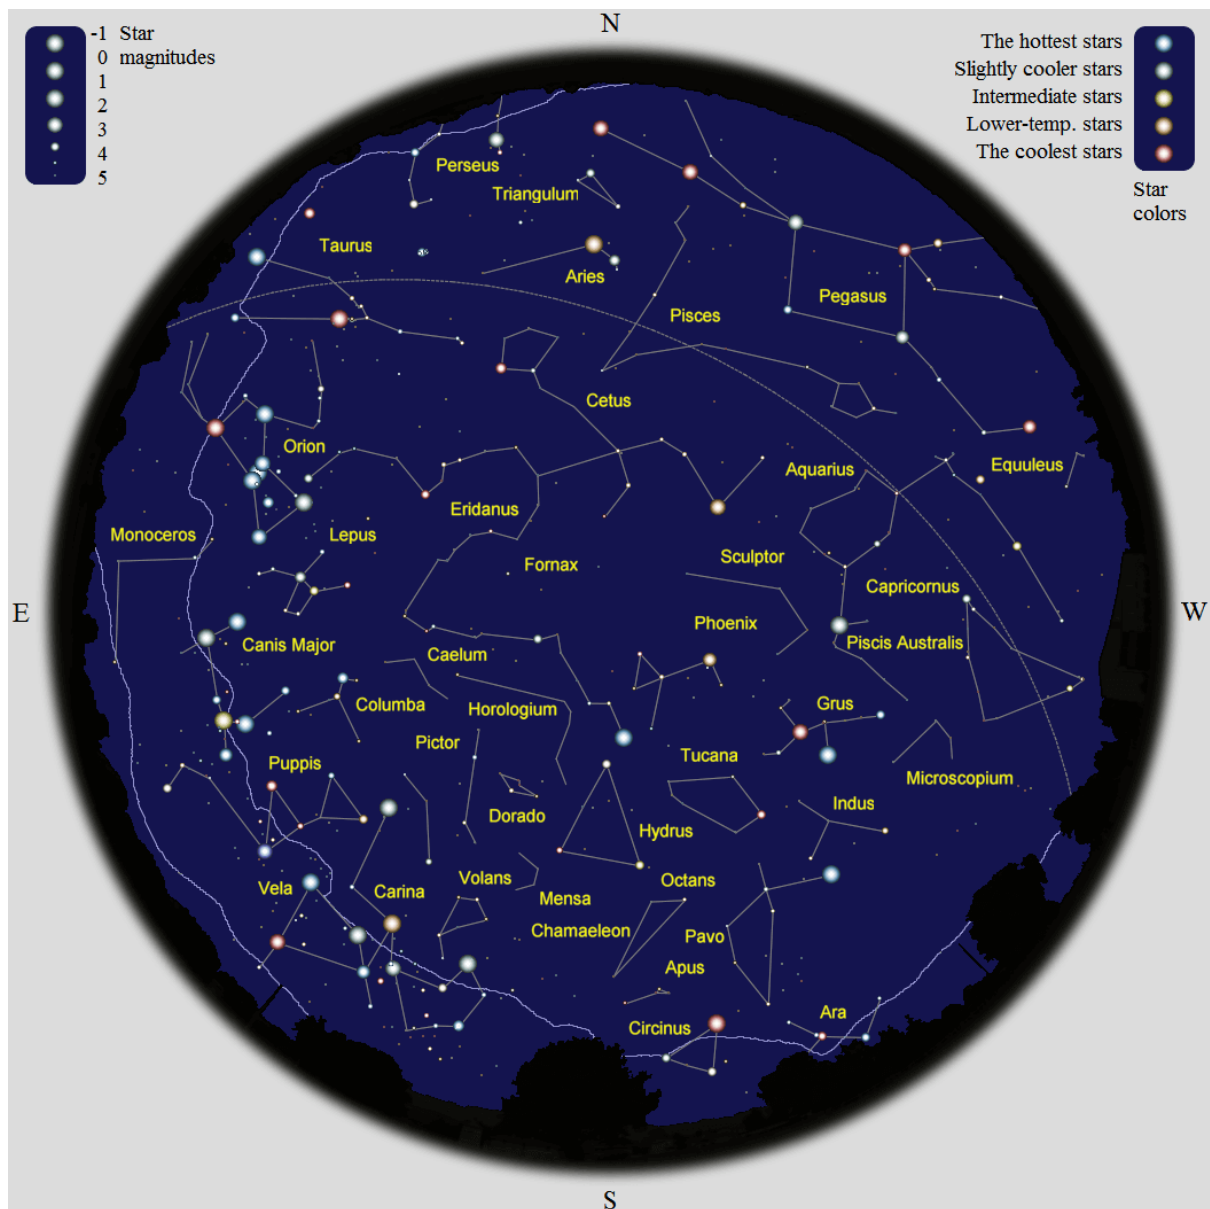 N
-1 Star
0 magnitudes
1
2
3
4
5
The hottest stars
Slightly cooler stars
Intermediate stars
Lower-temp. stars
The coolest stars
Star
colors
Perseus
Triangulum
Taurus
Aries
Pegasus
Pisces
Cetus
Orion
Aquarius
Equuleus
Eridanus
Monoceros
Lepus
Fornax
Sculptor
Capricornus
E
W
Phoenix
Canis Major
Caelum
Piscis Australis
Columba
Horologium
Grus
Pictor
Tucana
Puppis
Microscopium
Dorado
Indus
Hydrus
Vela
Carina
Volans
Mensa
Octans
Chamaeleon
Pavo
Apus
Circinus
Ara
S